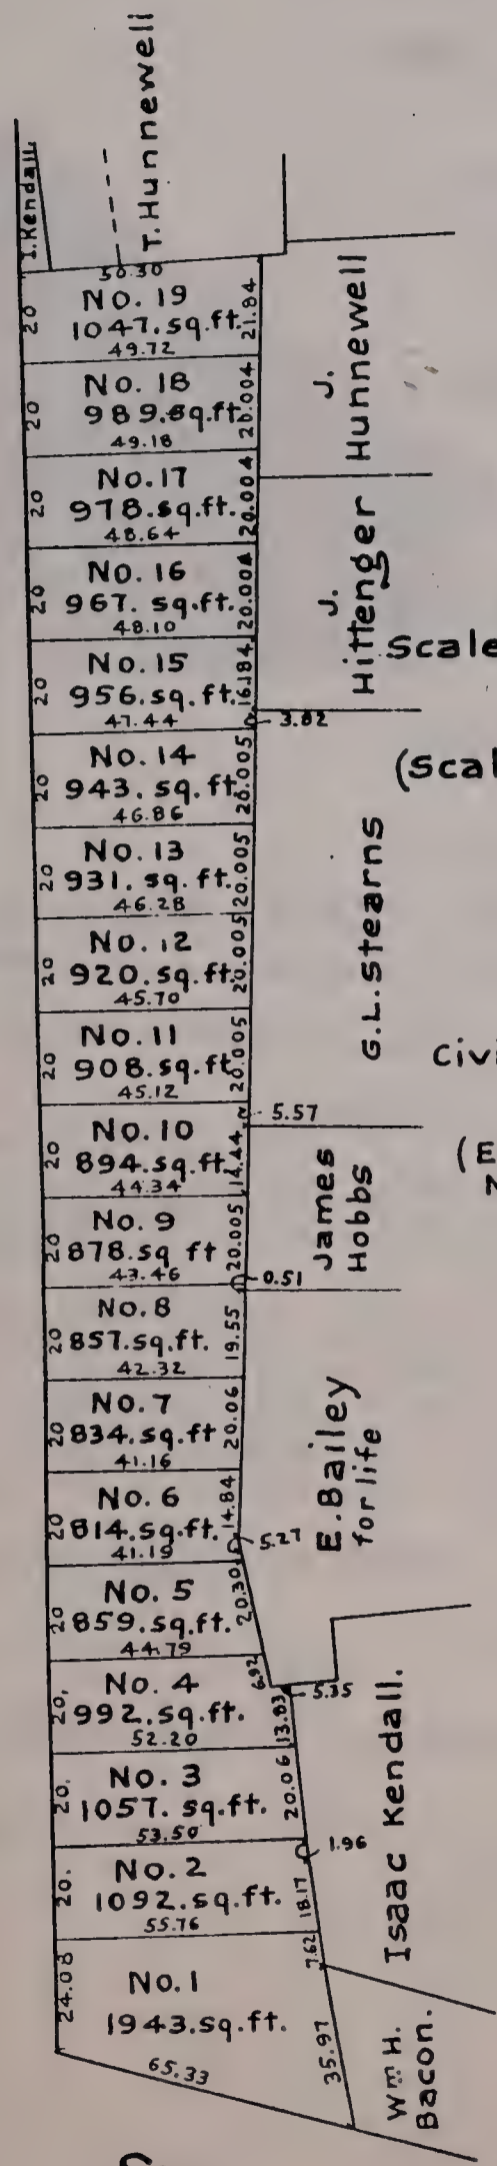 I. Kendall.
T. Hunnewell
50.30
20
No. 19
1047. sq. ft.
49.72
21.84
20
No. 18
989. sq. ft.
49.18
20.004
J.
Hunnewell
20
No. 17
978. sq. ft.
48.64
20.004
20
No. 16
967. sq. ft.
48.10
20.004
J.
Hittenger
20
No. 15
956. sq. ft.
47.44
16.184
3.82
Scale
(Scal
20
No. 14
943. sq. ft.
46.86
20.005
20
No. 13
931. sq. ft.
46.28
20.005
G. L. Stearns
20
No. 12
920. sq. ft.
45.70
20.005
20
No. 11
908. sq. ft.
45.12
20.005
Civi
5.57
20
No. 10
894. sq. ft.
44.34
14.44
(E
James
Hobbs
20
No. 9
878. sq ft
43.46
20.005
0.51
20
No. 8
857. sq. ft.
42.32
19.55
20
No. 7
834. sq. ft
41.16
20.06
E. Bailey
for life
20
No. 6
814. sq. ft.
41.19
14.84
5.27
20
No. 5
859. sq. ft.
44.79
20.30
20.
No. 4
992. sq. ft.
52.20
6.92
13.83
5.35
20.
No. 3
1057. sq. ft.
53.50
20.06
Isaac Kendall.
1.96
20.
No. 2
1092. sq. ft.
55.76
18.17
24.08
No. 1
1943. sq. ft.
65.33
7.62
35.97
Wm H.
Bacon.